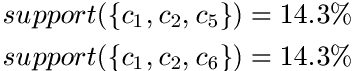 support({c₁, c₂, c₅}) = 14.3%
support({c₁, c₂, c₆}) = 14.3%